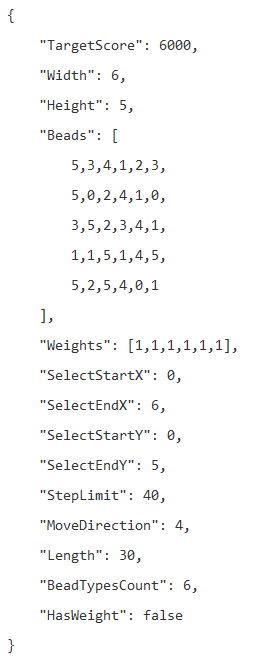 {
    "TargetScore": 6000,
    "Width": 6,
    "Height": 5,
    "Beads": [
        5,3,4,1,2,3,
        5,0,2,4,1,0,
        3,5,2,3,4,1,
        1,1,5,1,4,5,
        5,2,5,4,0,1
    ],
    "Weights": [1,1,1,1,1,1],
    "SelectStartX": 0,
    "SelectEndX": 6,
    "SelectStartY": 0,
    "SelectEndY": 5,
    "StepLimit": 40,
    "MoveDirection": 4,
    "Length": 30,
    "BeadTypesCount": 6,
    "HasWeight": false
}